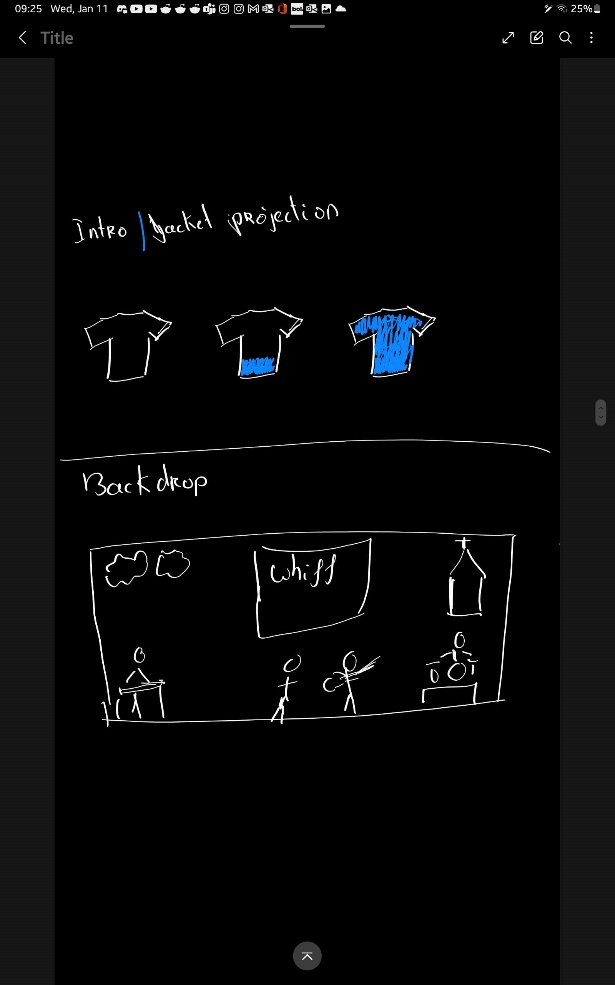 09:25 Wed, Jan 11
25%
Title
Intro | Jacket projection
Backdrop
Whiff